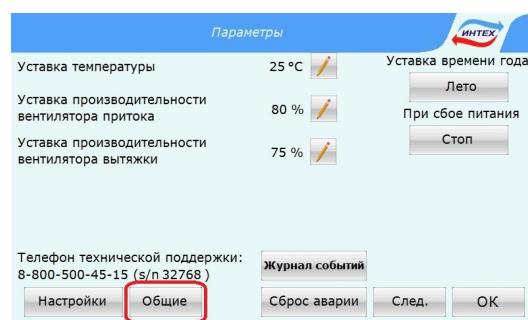 Параметры
ИНТЕХ
Уставка температуры
25 °C
Уставка времени года
Лето
Уставка производительности
вентилятора притока
80 %
При сбое питания
Стоп
Уставка производительности
вентилятора вытяжки
75 %
Телефон технической поддержки:
8-800-500-45-15 (s/n 32768 )
Журнал событий
Настройки
Общие
Сброс аварии
След.
ОК